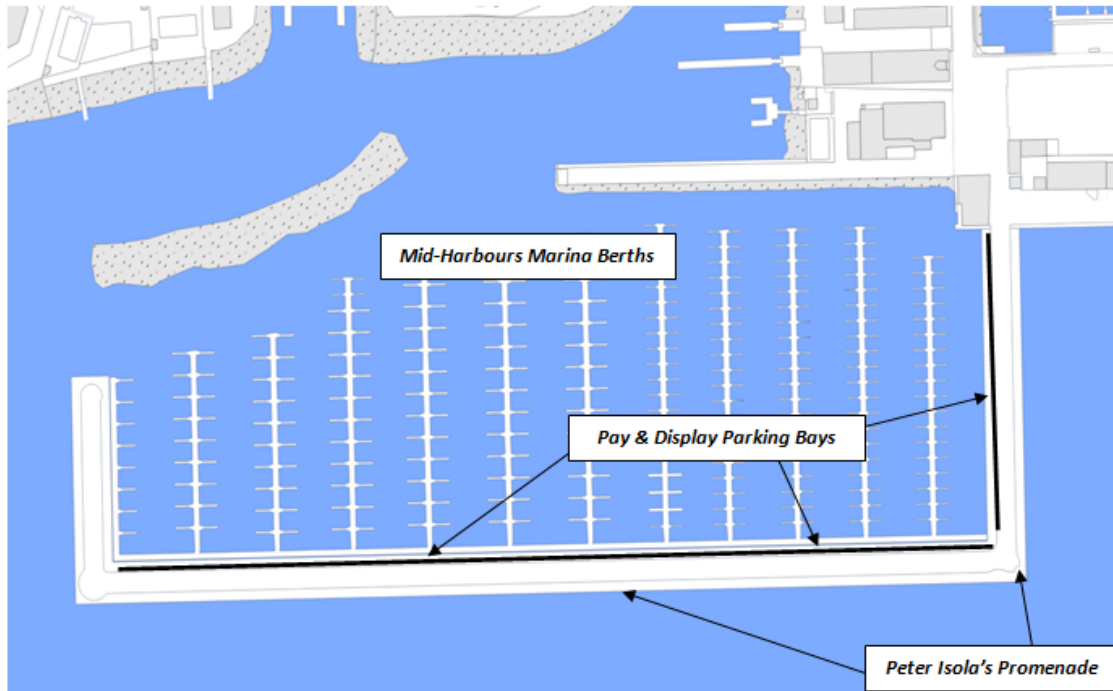 Mid-Harbours Marina Berths
Pay & Display Parking Bays
Peter Isola's Promenade